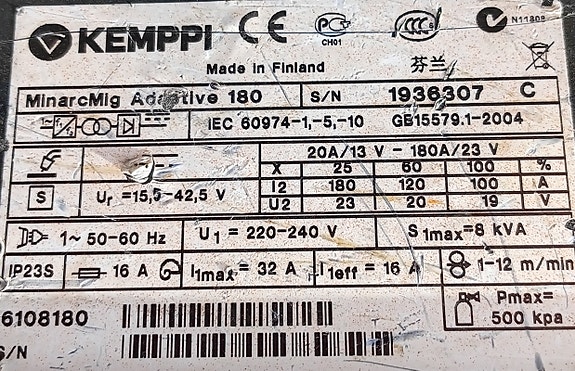 KEMPPI CE PC CH01 CCC S N11808
Made in Finland 芬兰
MinarcMig Adaptive 180 S/N 1936307 C
IEC 60974-1,-5,-10 GB15579.1-2004
20A/13 V - 180A/23 V
X 25 60 100 %
S Ur =15,5-42,5 V I2 180 120 100 A
U2 23 20 19 V
1~ 50-60 Hz U1 = 220-240 V S1max=8 kVA
IP23S 16 A I1max = 32 A I1eff = 16 A 1-12 m/min
Pmax=
6108180 500 kpa
S/N